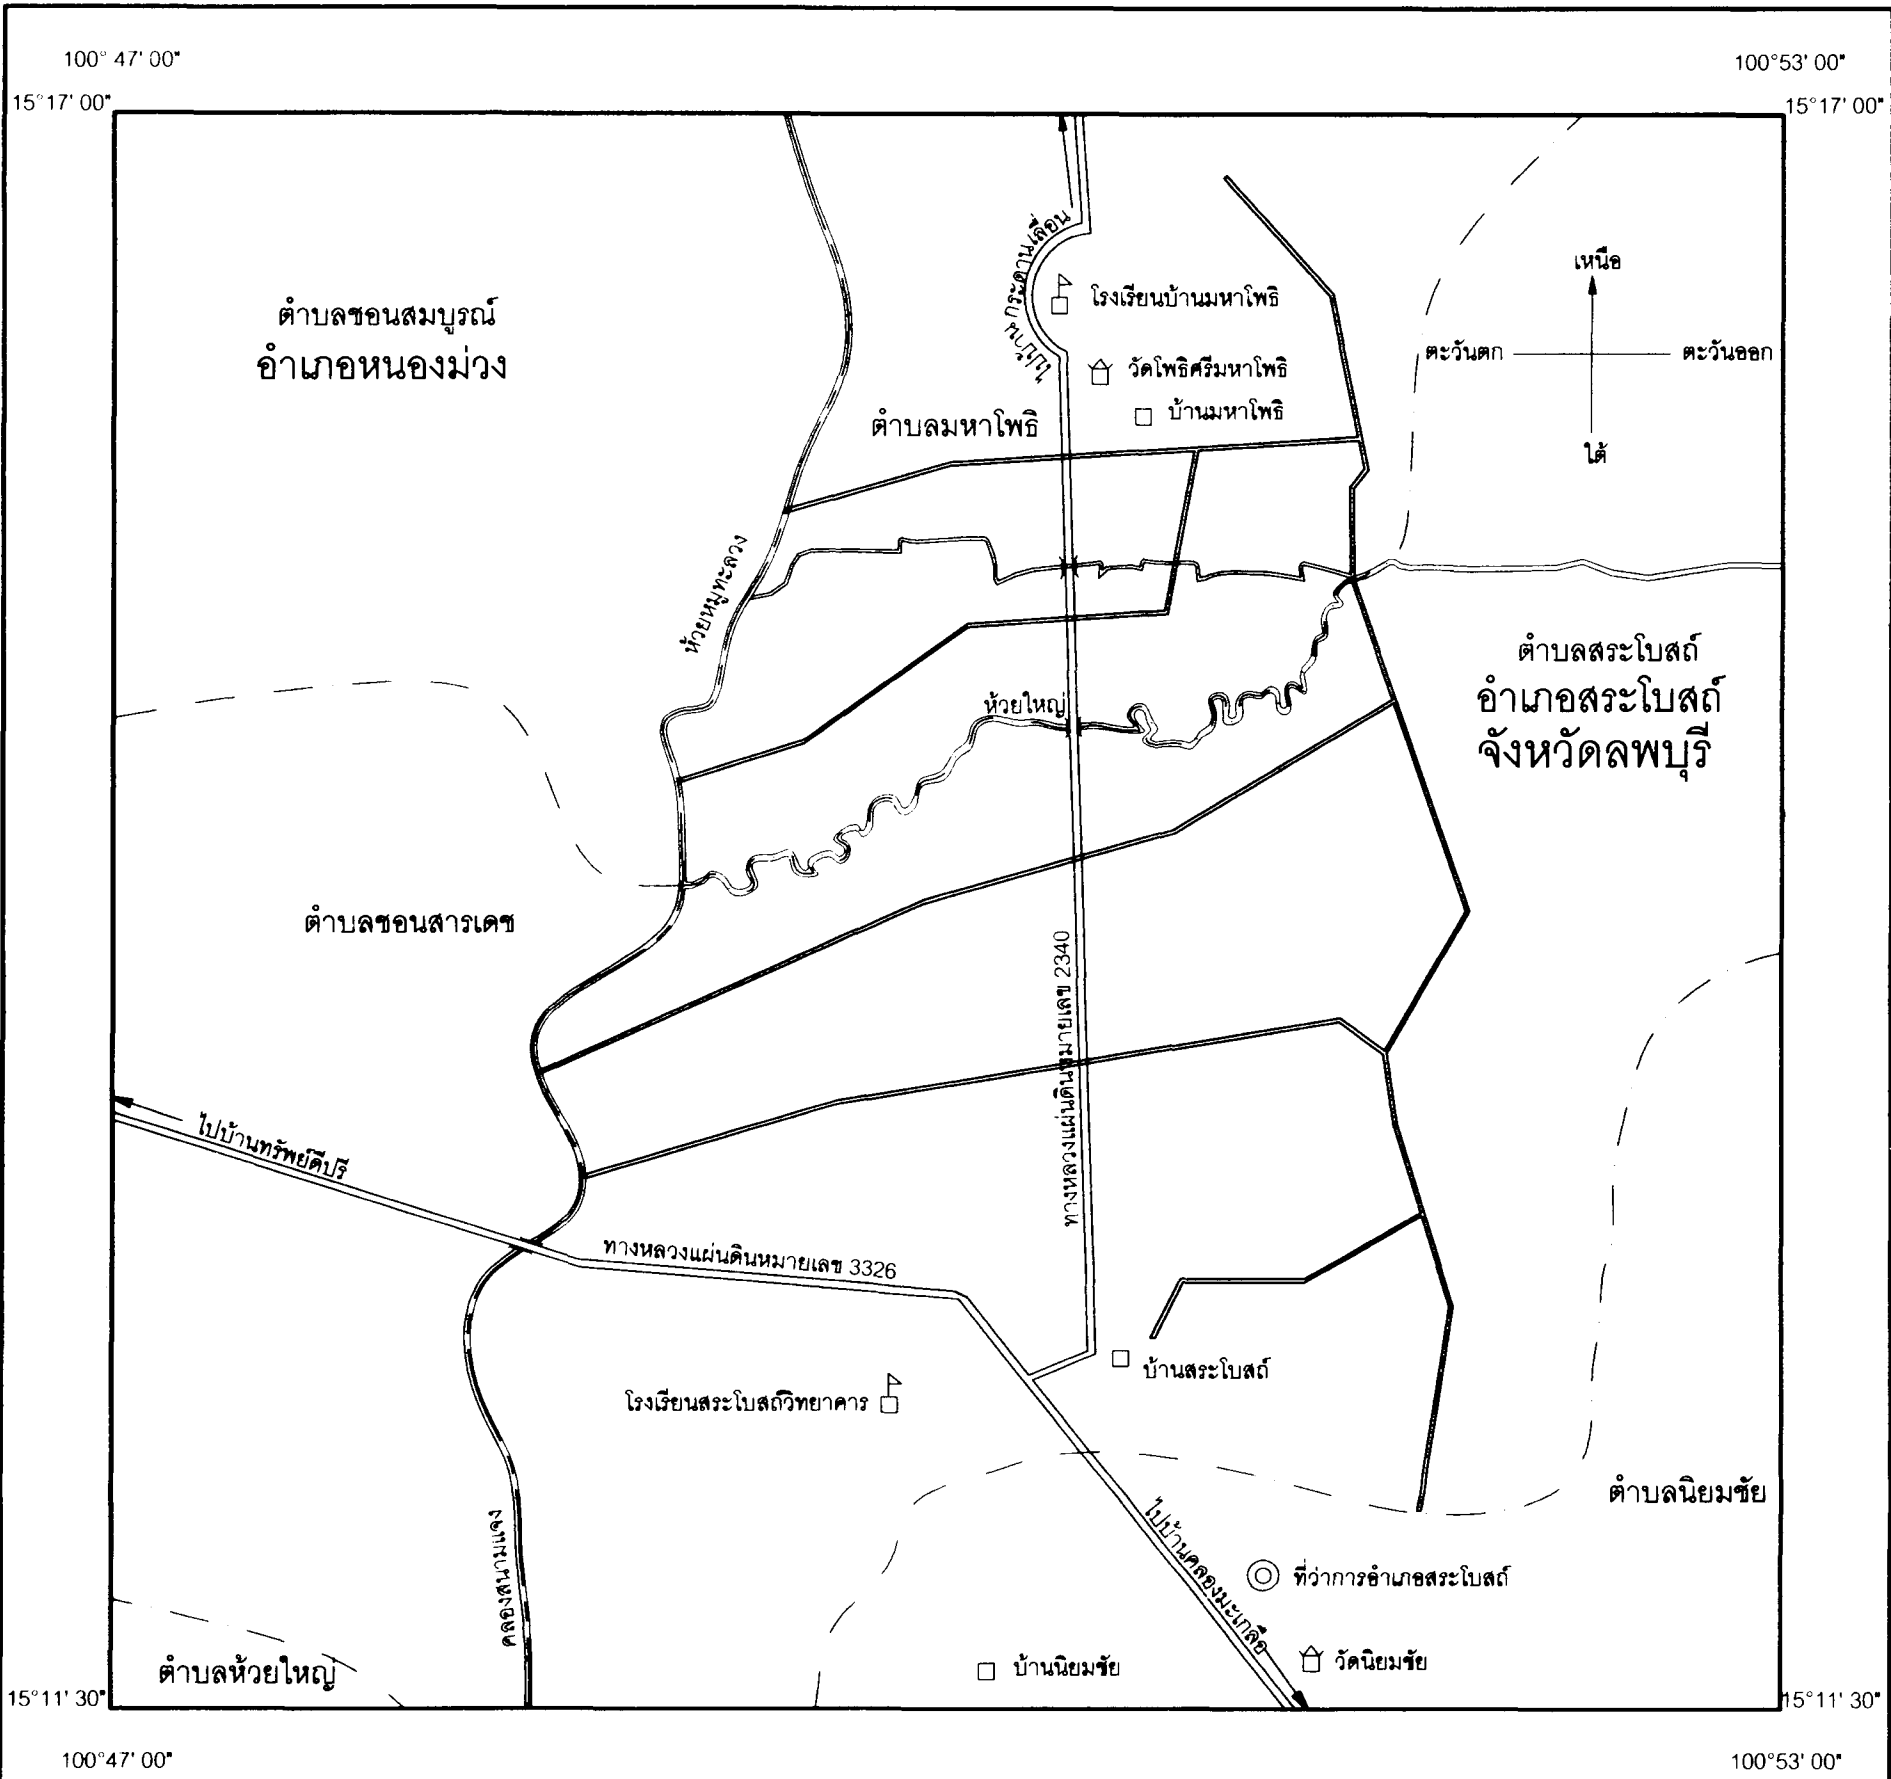 100° 47' 00"
100°53' 00"
15°17' 00"
15°17' 00"
ไปบ้านกระดานเลื่อน
เหนือ
ตะวันตก
ตะวันออก
ใต้
โรงเรียนบ้านมหาโพธิ
วัดโพธิศรีมหาโพธิ
บ้านมหาโพธิ
ตำบลมหาโพธิ
ตำบลชอนสมบูรณ์
อำเภอหนองม่วง
ห้วยหมูทะลวง
ห้วยใหญ่
ตำบลสระโบสถ์
อำเภอสระโบสถ์
จังหวัดลพบุรี
ตำบลชอนสารเดช
ทางหลวงแผ่นดินหมายเลข 2340
ไปบ้านทรัพย์ดีปรี
ทางหลวงแผ่นดินหมายเลข 3326
บ้านสระโบสถ์
โรงเรียนสระโบสถ์วิทยาคาร
ตำบลนิยมชัย
ไปบ้านคลองมะเกลือ
คลองสนามแจง
ที่ว่าการอำเภอสระโบสถ์
วัดนิยมชัย
บ้านนิยมชัย
ตำบลห้วยใหญ่
15°11' 30"
15°11' 30"
100°47' 00"
100°53' 00"